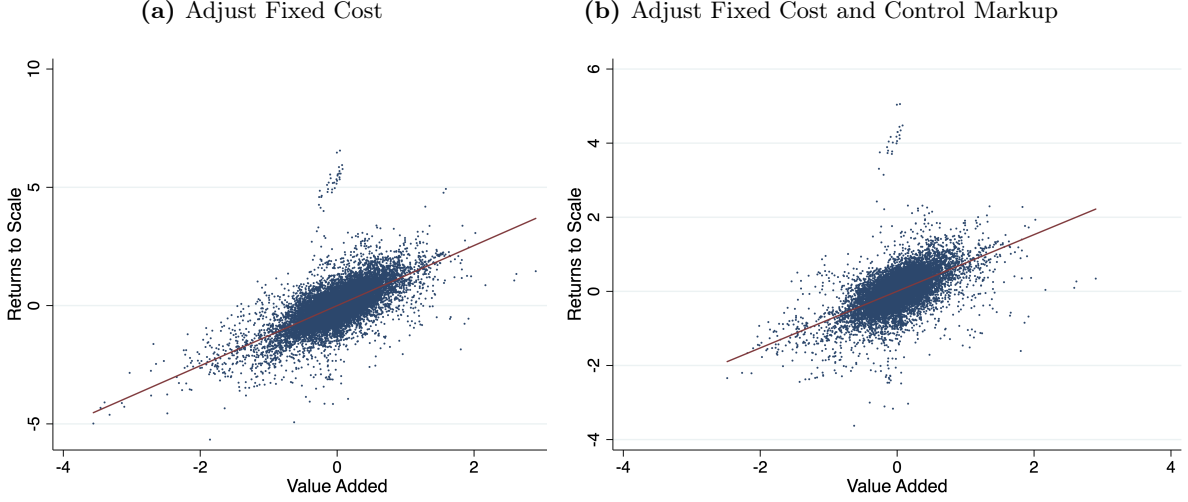 (a) Adjust Fixed Cost
10
5
0
-5
Returns to Scale
-4 -2 0 2
Value Added
(b) Adjust Fixed Cost and Control Markup
6
4
2
0
-2
-4
Returns to Scale
-4 -2 0 2 4
Value Added